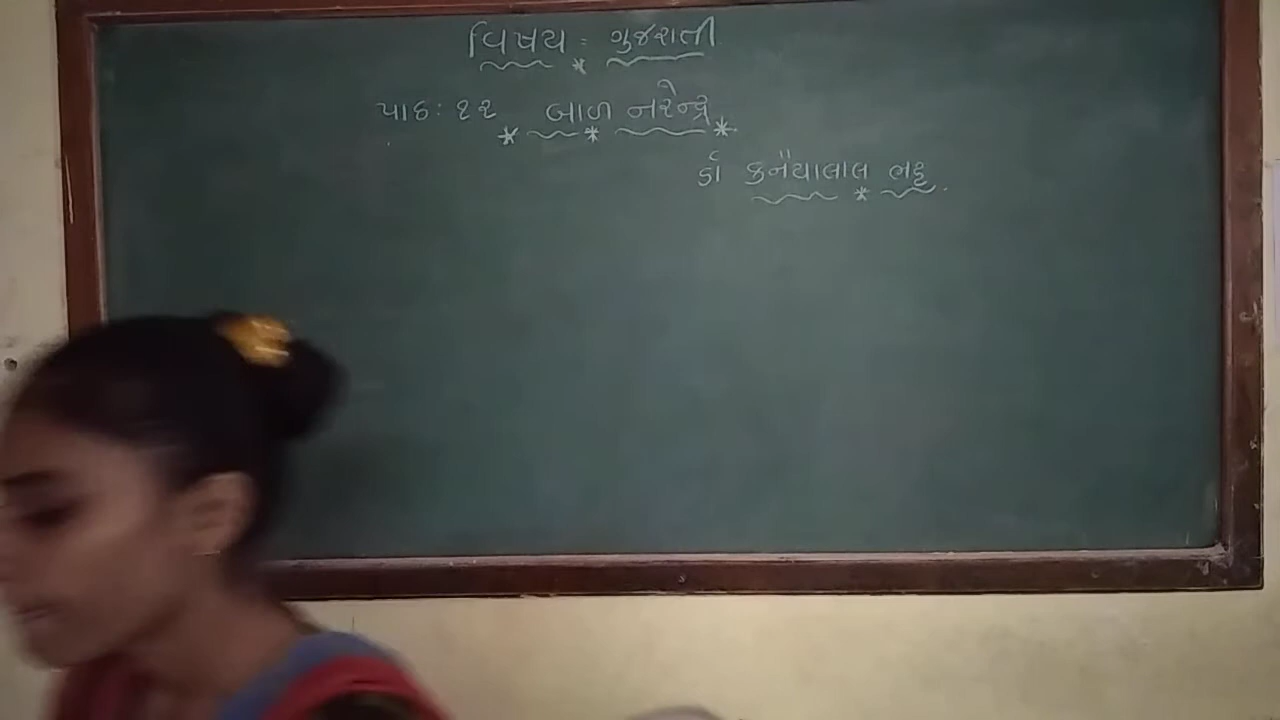 વિષય : ગુજરાતી
પાઠ: ૧૨ બાળ નરેન્દ્ર
ડૉ કનૈયાલાલ ભટ્ટ.